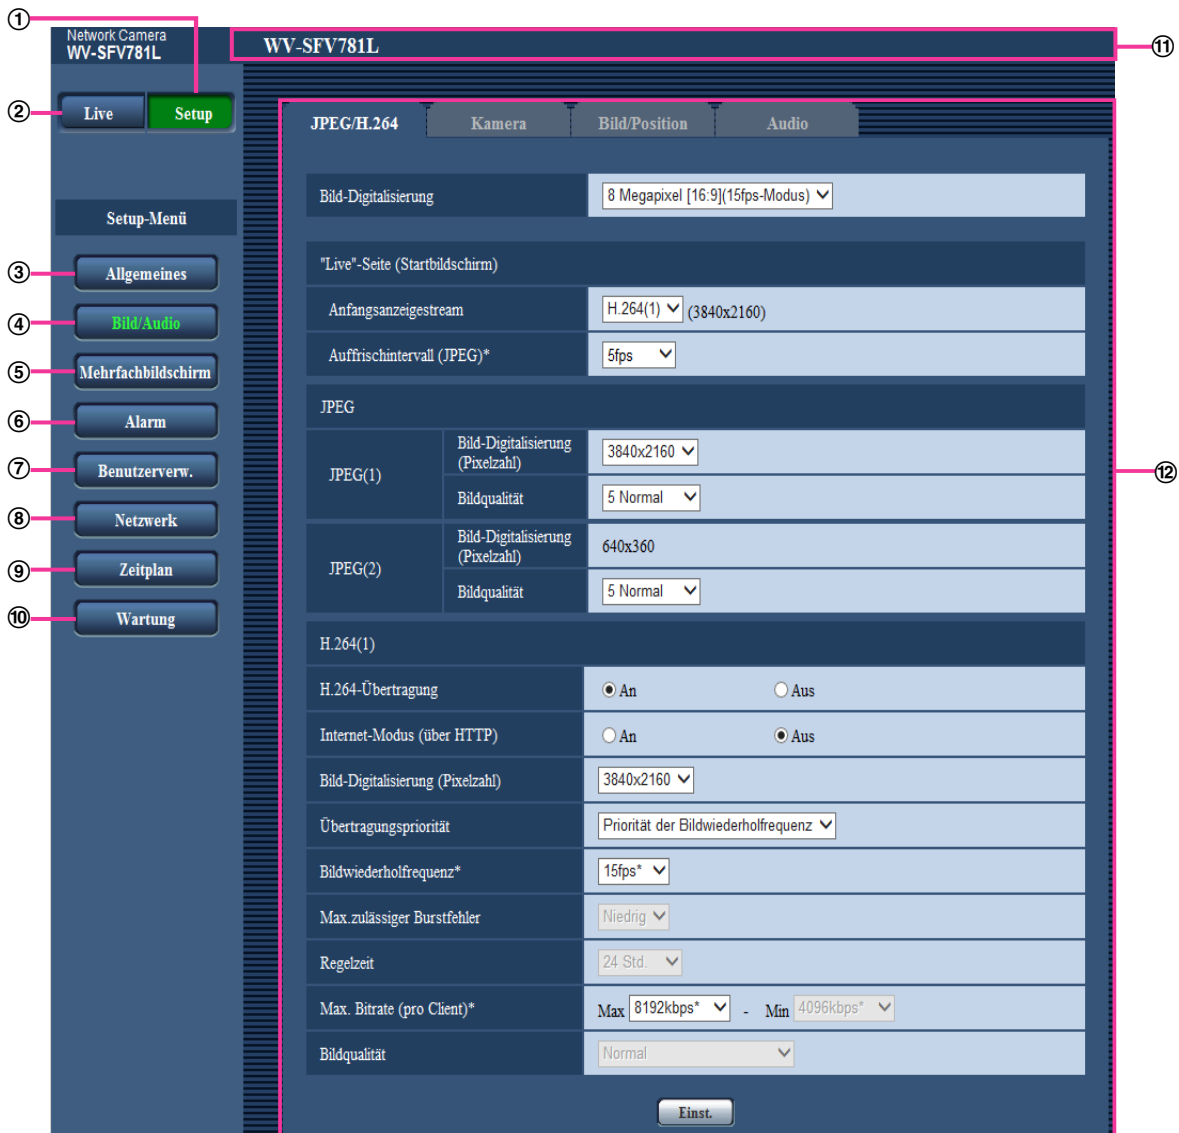 ①
Network Camera
WV-SFV781L
WV-SFV781L
⑪
②
Live
Setup
JPEG/H.264
Kamera
Bild/Position
Audio
Bild-Digitalisierung
8 Megapixel [16:9](15fps-Modus)
Setup-Menü
"Live"-Seite (Startbildschirm)
③
Allgemeines
Anfangsanzeigestream
H.264(1) (3840x2160)
④
Bild/Audio
Auffrischintervall (JPEG)*
5fps
⑤
Mehrfachbildschirm
JPEG
⑥
Alarm
JPEG(1)
Bild-Digitalisierung
(Pixelzahl)
3840x2160
⑦
Benutzerverw.
Bildqualität
5 Normal
⑫
⑧
Netzwerk
JPEG(2)
Bild-Digitalisierung
(Pixelzahl)
640x360
⑨
Zeitplan
Bildqualität
5 Normal
⑩
Wartung
H.264(1)
H.264-Übertragung
An
Aus
Internet-Modus (über HTTP)
An
Aus
Bild-Digitalisierung (Pixelzahl)
3840x2160
Übertragungspriorität
Priorität der Bildwiederholfrequenz
Bildwiederholfrequenz*
15fps*
Max.zulässiger Burstfehler
Niedrig
Regelzeit
24 Std.
Max. Bitrate (pro Client)*
Max 8192kbps* - Min 4096kbps*
Bildqualität
Normal
Einst.